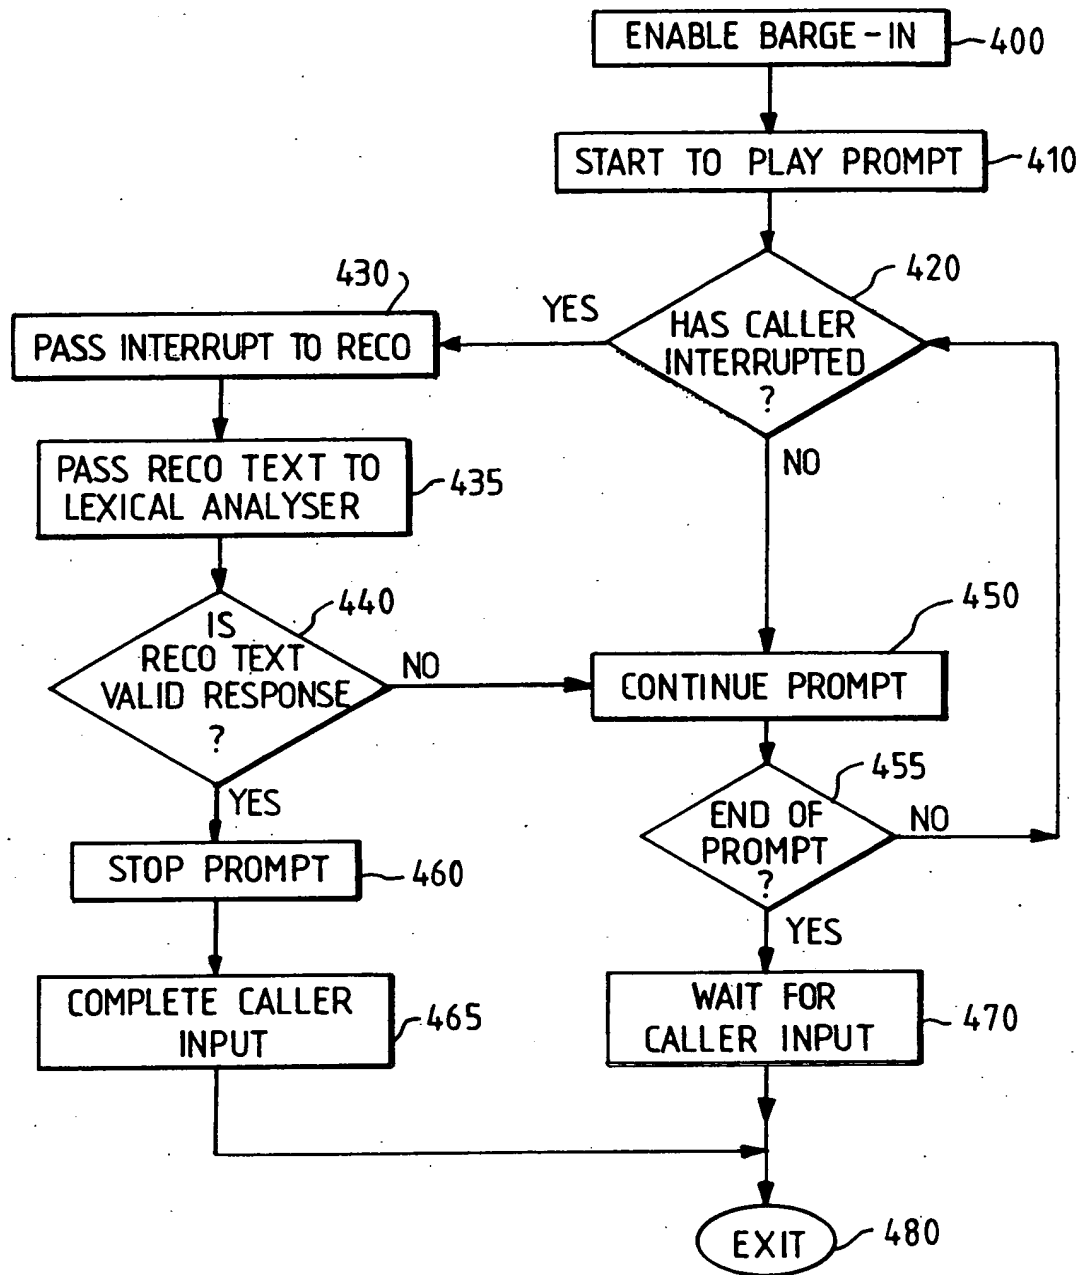 ENABLE BARGE-IN
400
START TO PLAY PROMPT
410
420
HAS CALLER
INTERRUPTED
?
YES
NO
430
PASS INTERRUPT TO RECO
PASS RECO TEXT TO
LEXICAL ANALYSER
435
440
IS
RECO TEXT
VALID RESPONSE
?
NO
YES
450
CONTINUE PROMPT
455
END OF
PROMPT
?
NO
YES
STOP PROMPT
460
COMPLETE CALLER
INPUT
465
WAIT FOR
CALLER INPUT
470
EXIT
480